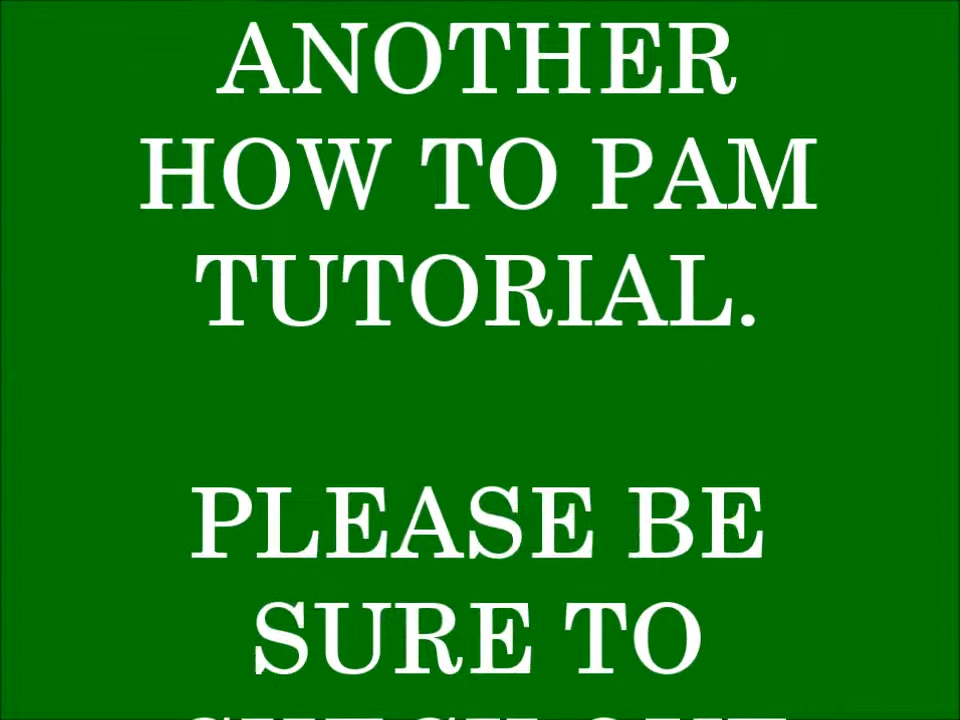 ANOTHER
HOW TO PAM
TUTORIAL.
PLEASE BE
SURE TO